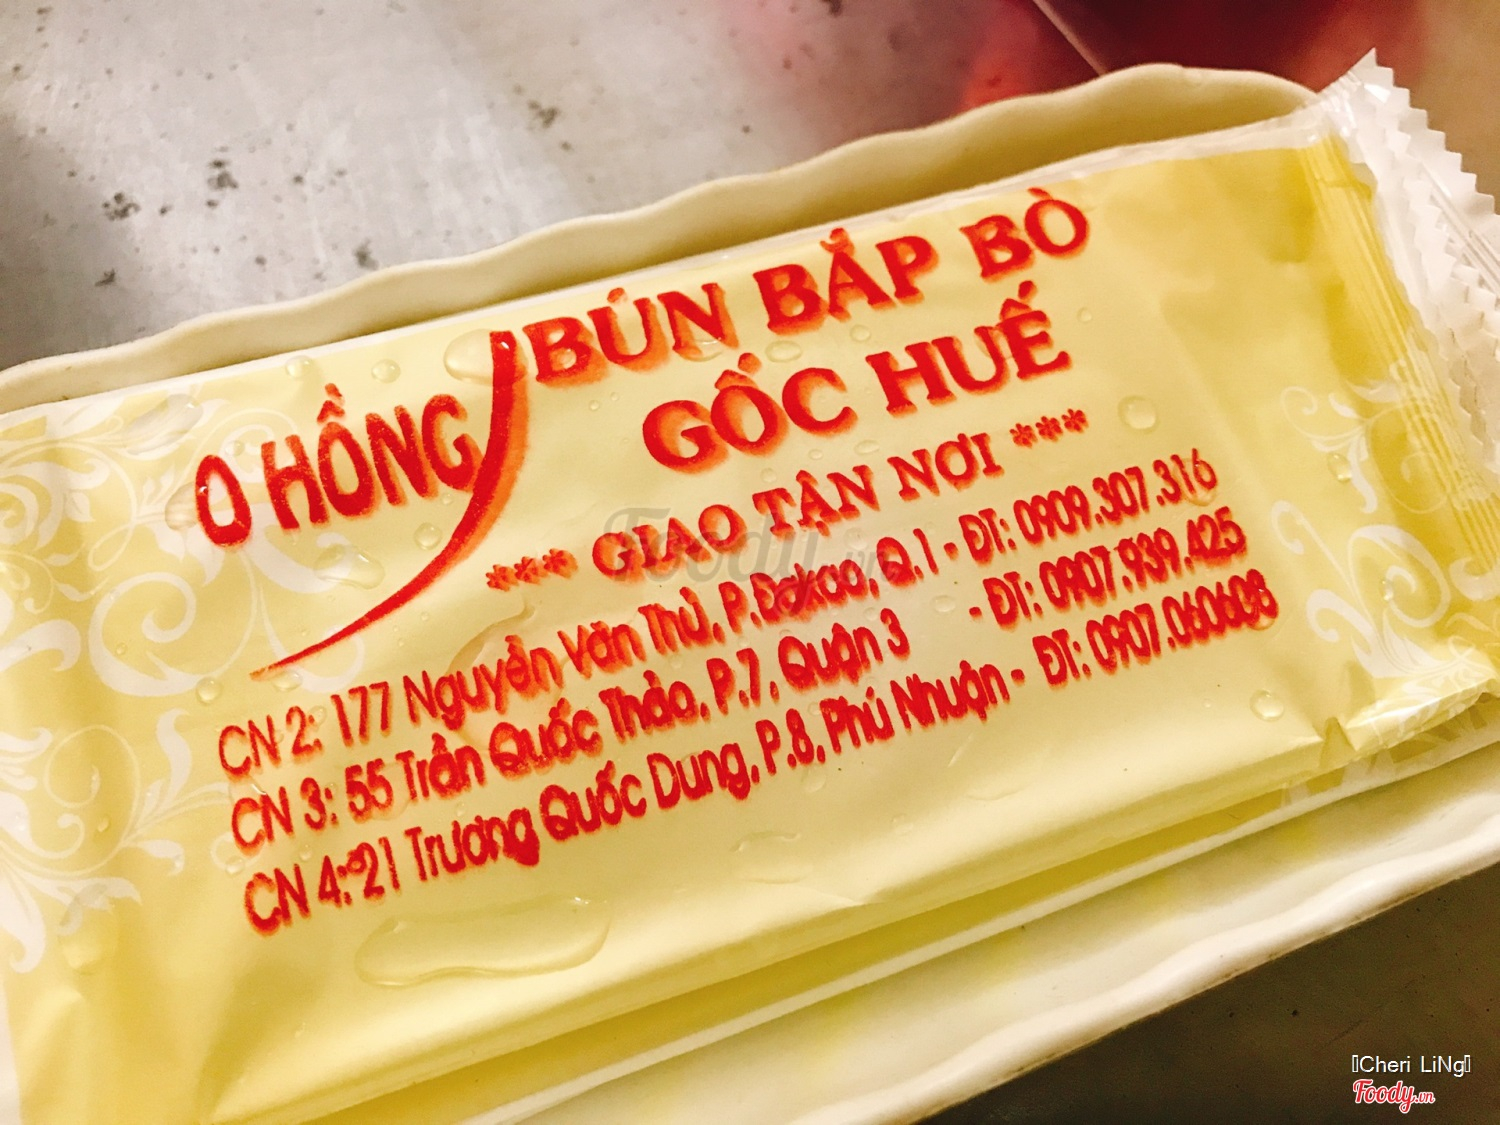 O HỒNG
BÚN BẮP BÒ
GỐC HUẾ
*** GIAO TẬN NƠI ***
CN 2: 177 Nguyễn Văn Thủ, P.Đakao, Q.1 - ĐT: 0909.307.316
CN 3: 55 Trần Quốc Thảo, P.7, Quận 3 - ĐT: 0907.939.425
CN 4: 21 Trương Quốc Dung, P.8, Phú Nhuận - ĐT: 0907.060608
Foody.vn
Cheri LiNg
Foody.vn